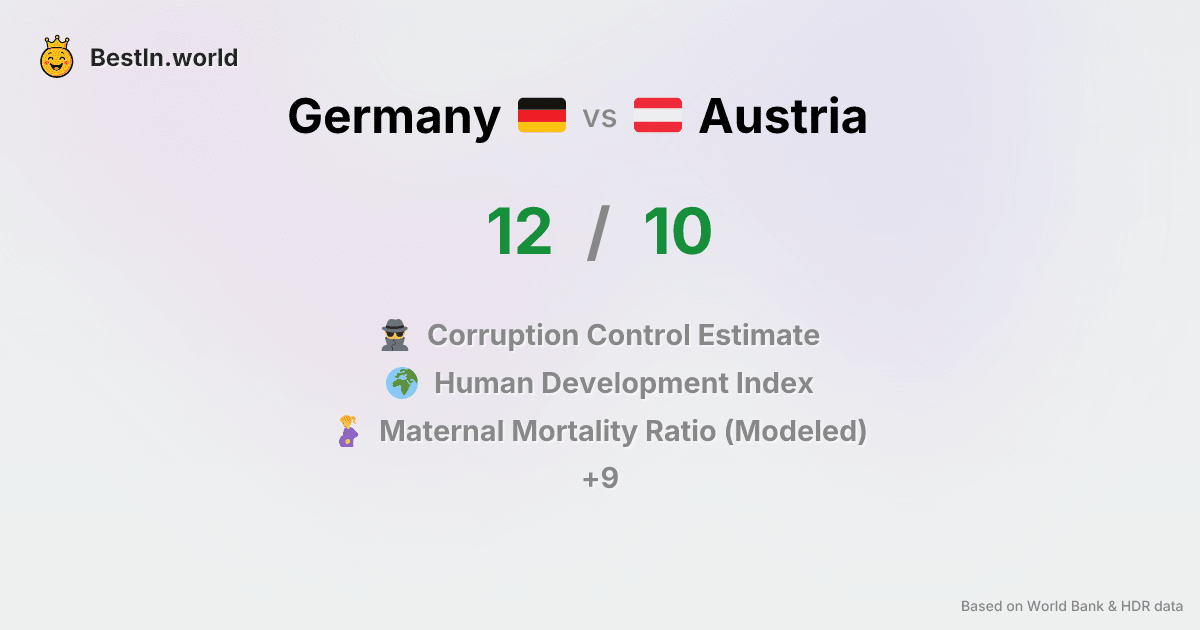 BestIn.world
Germany vs Austria
12 / 10
Corruption Control Estimate
Human Development Index
Maternal Mortality Ratio (Modeled)
+9
Based on World Bank & HDR data